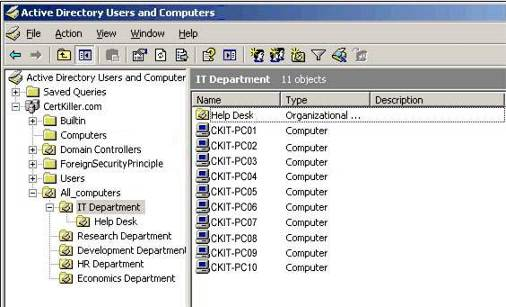 Active Directory Users and Computers
File Action View Window Help
Active Directory Users and Computer
Saved Queries
CertKiller.com
Builtin
Computers
Domain Controllers
ForeignSecurityPrinciple
Users
All_computers
IT Department
Help Desk
Research Department
Development Department
HR Department
Economics Department
IT Department 11 objects
Name Type Description
Help Desk Organizational ...
CKIT-PC01 Computer
CKIT-PC02 Computer
CKIT-PC03 Computer
CKIT-PC04 Computer
CKIT-PC05 Computer
CKIT-PC06 Computer
CKIT-PC07 Computer
CKIT-PC08 Computer
CKIT-PC09 Computer
CKIT-PC10 Computer